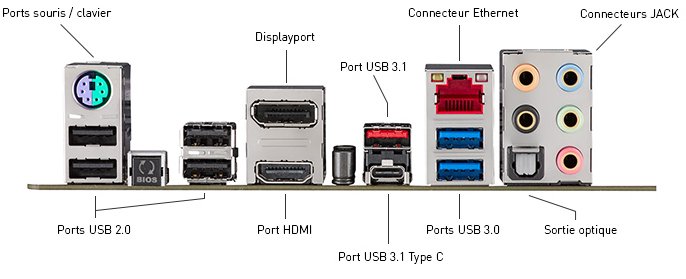 Ports souris / clavier
Connecteur Ethernet
Connecteurs JACK
Displayport
Port USB 3.1
BIOS
Ports USB 2.0
Port HDMI
Ports USB 3.0
Sortie optique
Port USB 3.1 Type C